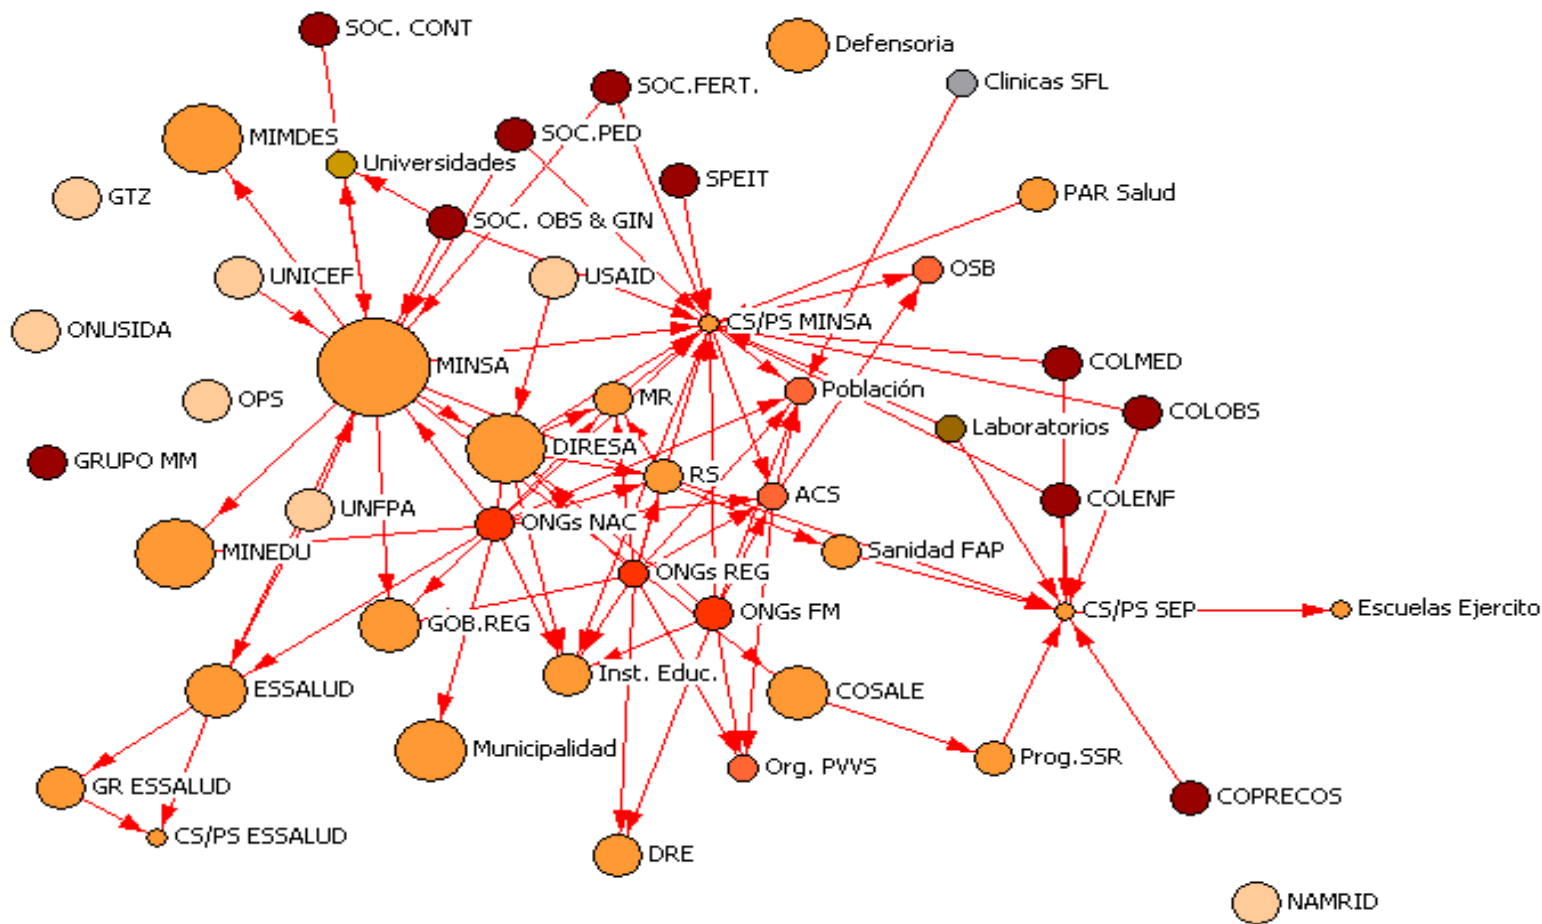 SOC. CONT
Defensoria
SOC.FERT.
Clinicas SFL
MIMDES
SOC.PED
Universidades
SPEIT
PAR Salud
GTZ
SOC. OBS & GIN
UNICEF
USAID
OSB
ONUSIDA
CS/PS MINSA
MINSA
COLMED
OPS
MR
Población
COLOBS
Laboratorios
DIRESA
GRUPO MM
RS
ACS
COLENF
UNFPA
ONGs NAC
MINEDU
Sanidad FAP
ONGs REG
ONGs FM
CS/PS SEP
Escuelas Ejercito
GOB.REG
Inst. Educ.
ESSALUD
COSALE
Municipalidad
Org. PVVS
Prog.SSR
GR ESSALUD
COPRECOS
CS/PS ESSALUD
DRE
NAMRID